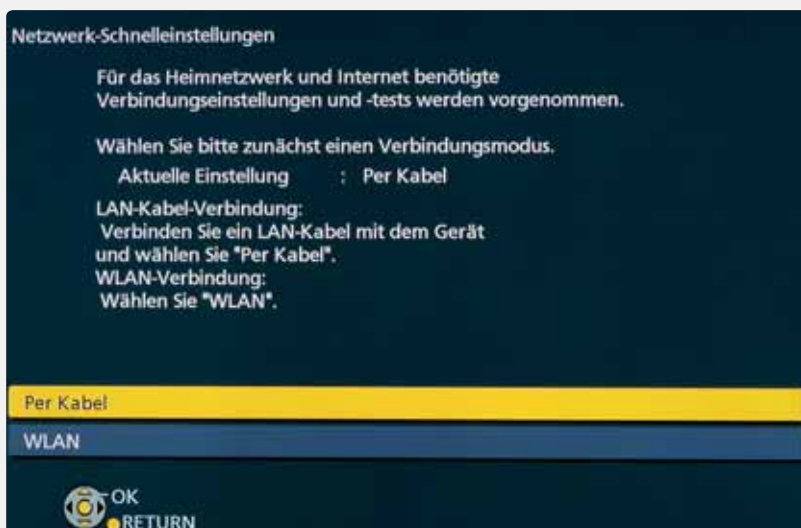 Netzwerk-Schnelleinstellungen
Für das Heimnetzwerk und Internet benötigte
Verbindungseinstellungen und -tests werden vorgenommen.
Wählen Sie bitte zunächst einen Verbindungsmodus.
Aktuelle Einstellung : Per Kabel
LAN-Kabel-Verbindung:
Verbinden Sie ein LAN-Kabel mit dem Gerät
und wählen Sie "Per Kabel".
WLAN-Verbindung:
Wählen Sie "WLAN".
Per Kabel
WLAN
OK
RETURN